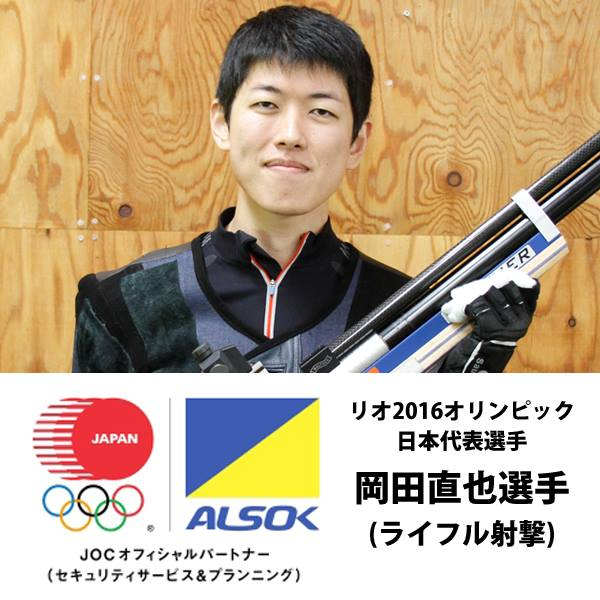 JAPAN
ALSOK
JOCオフィシャルパートナー
(セキュリティサービス&プランニング)
リオ2016オリンピック
日本代表選手
岡田直也選手
(ライフル射撃)